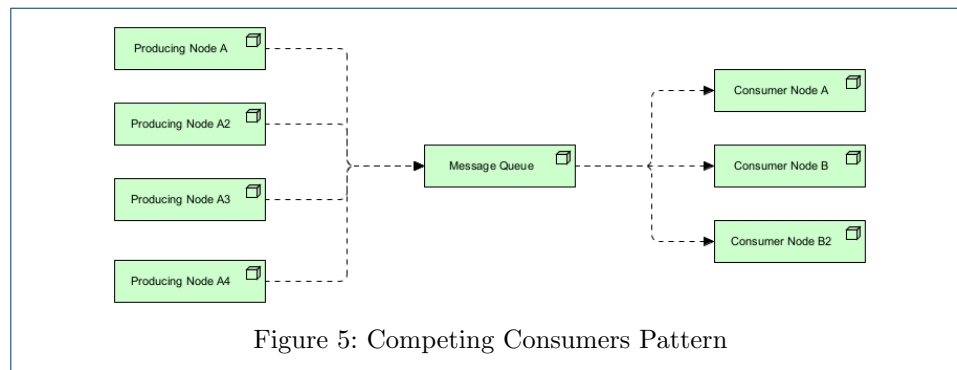 Producing Node A
Producing Node A2
Producing Node A3
Producing Node A4
Message Queue
Consumer Node A
Consumer Node B
Consumer Node B2
Figure 5: Competing Consumers Pattern